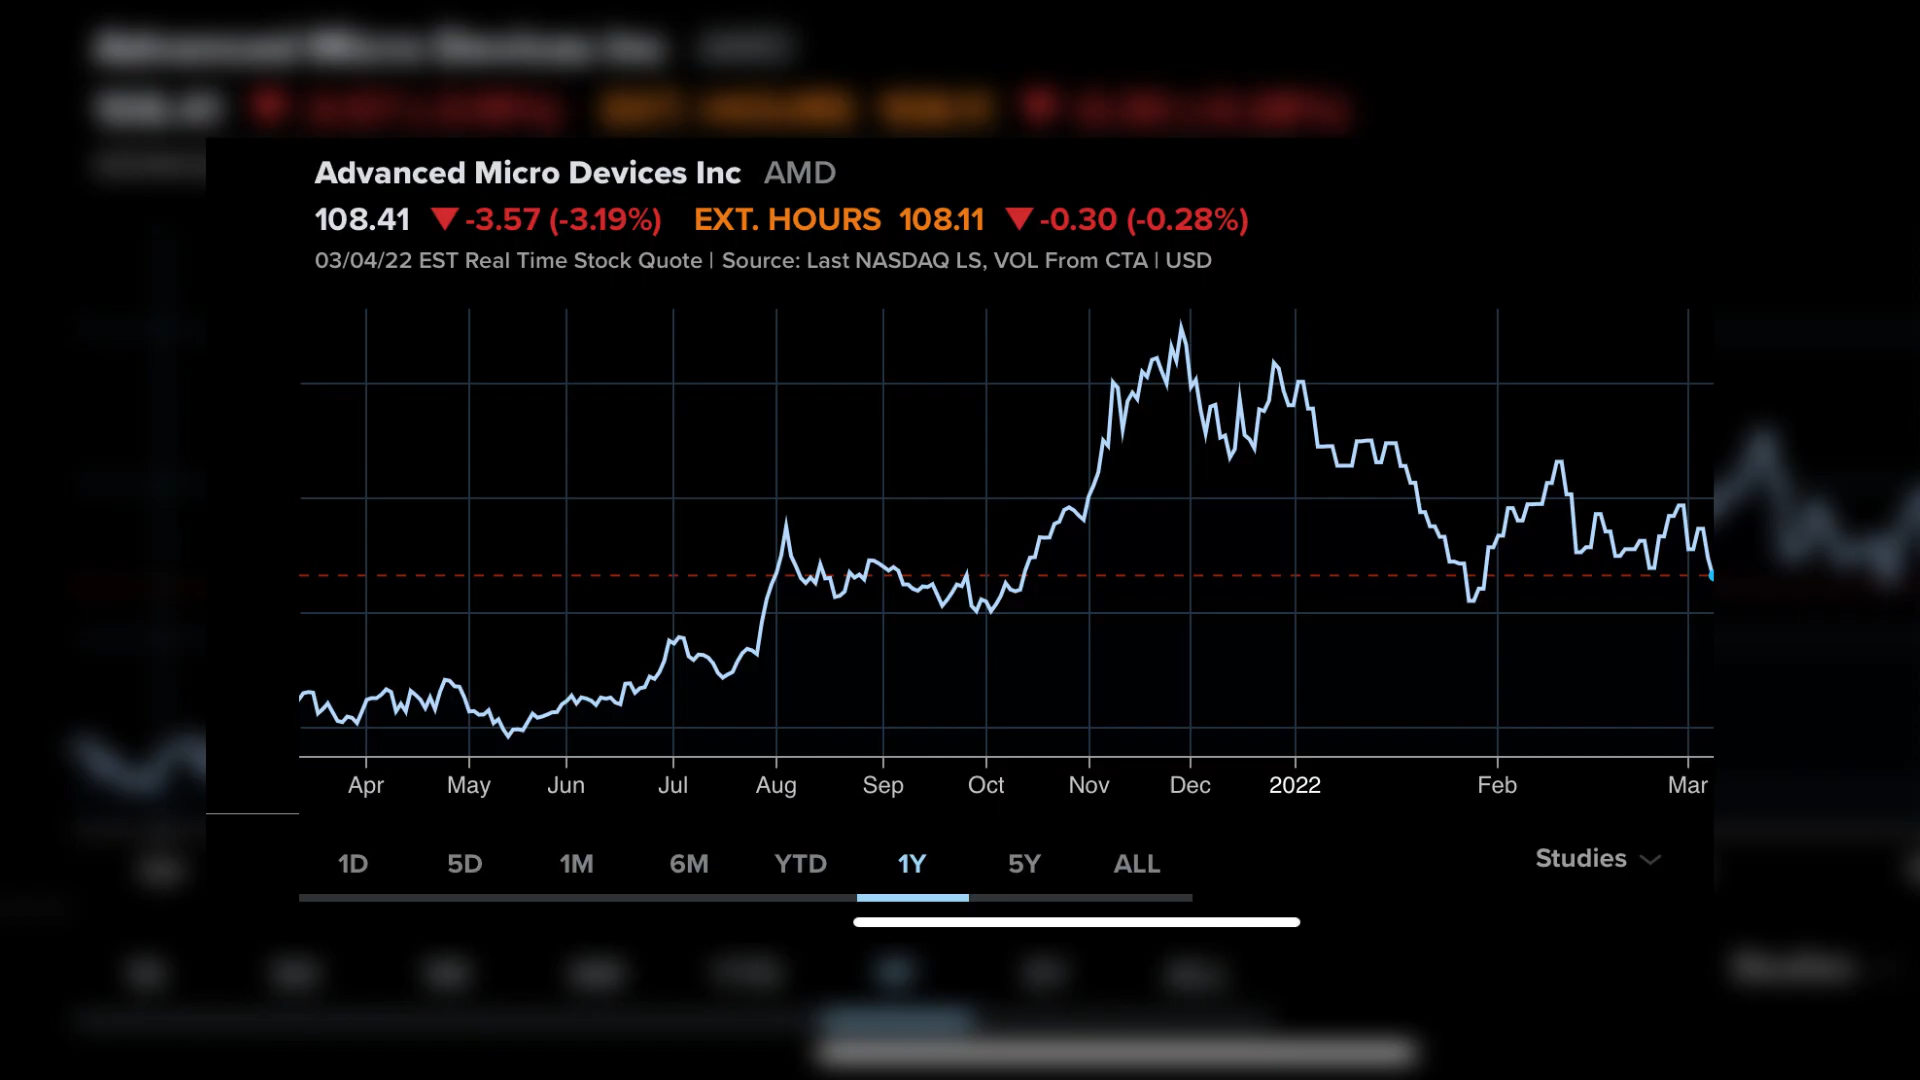 Advanced Micro Devices Inc AMD
108.41 ▼ -3.57 (-3.19%) EXT. HOURS 108.11 ▼ -0.30 (-0.28%)
03/04/22 EST Real Time Stock Quote | Source: Last NASDAQ LS, VOL From CTA | USD
Apr May Jun Jul Aug Sep Oct Nov Dec 2022 Feb Mar
1D 5D 1M 6M YTD 1Y 5Y ALL Studies